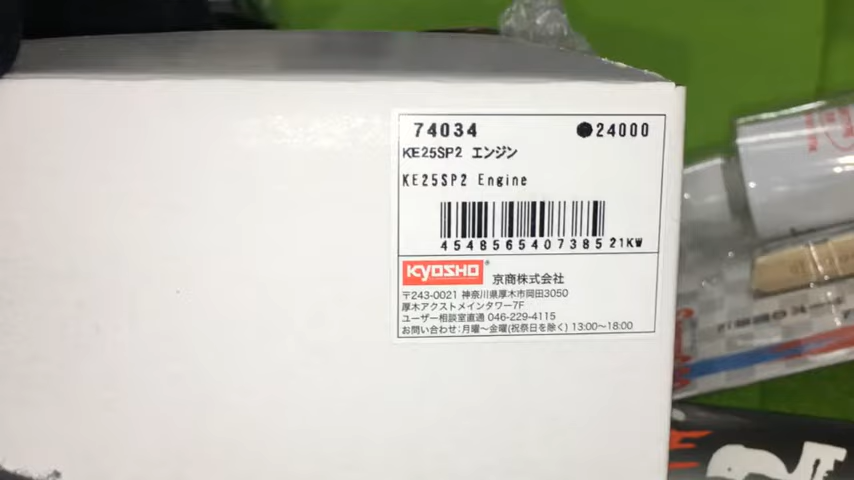 74034 ●24000
KE25SP2 エンジン
KE25SP2 Engine
4548565407385 21KW
KYOSHO® 京商株式会社
〒243-0021 神奈川県厚木市岡田3050
厚木アクストメインタワー7F
ユーザー相談室直通 046-229-4115
お問い合わせ:月曜〜金曜(祝祭日を除く) 13:00〜18:00